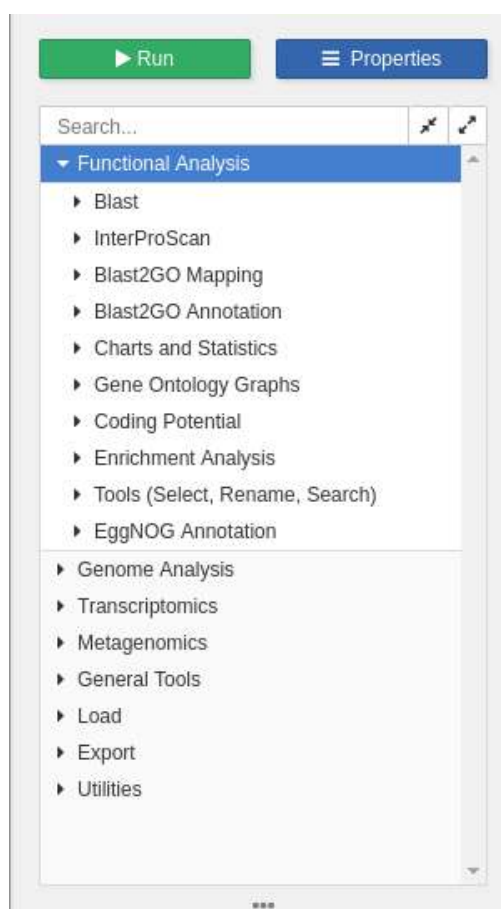 Run Properties
Search...
Functional Analysis
Blast
InterProScan
Blast2GO Mapping
Blast2GO Annotation
Charts and Statistics
Gene Ontology Graphs
Coding Potential
Enrichment Analysis
Tools (Select, Rename, Search)
EggNOG Annotation
Genome Analysis
Transcriptomics
Metagenomics
General Tools
Load
Export
Utilities